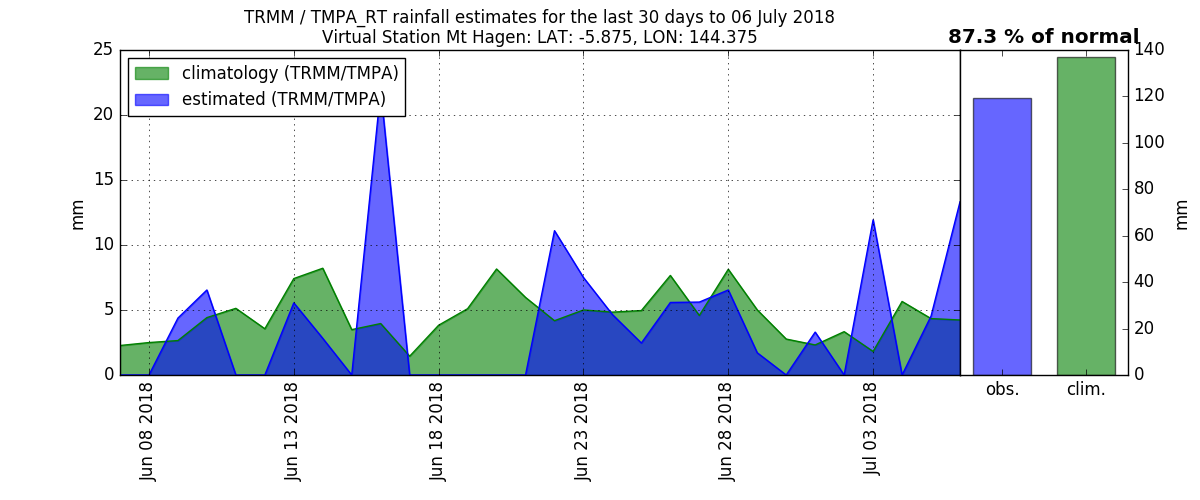 TRMM / TMPA_RT rainfall estimates for the last 30 days to 06 July 2018
Virtual Station Mt Hagen: LAT: -5.875, LON: 144.375
87.3 % of normal
climatology (TRMM/TMPA)
estimated (TRMM/TMPA)
25
20
15
10
5
0
mm
Jun 08 2018
Jun 13 2018
Jun 18 2018
Jun 23 2018
Jun 28 2018
Jul 03 2018
140
120
100
80
60
40
20
0
mm
obs.
clim.